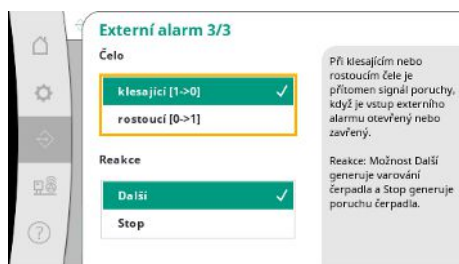 Externí alarm 3/3
Čelo
klesající [1->0]
rostoucí [0->1]
Reakce
Další
Stop
Při klesajícím nebo
rostoucím čele je
přítomen signál poruchy,
když je vstup externího
alarmu otevřený nebo
zavřený.
Reakce: Možnost Další
generuje varování
čerpadla a Stop generuje
poruchu čerpadla.